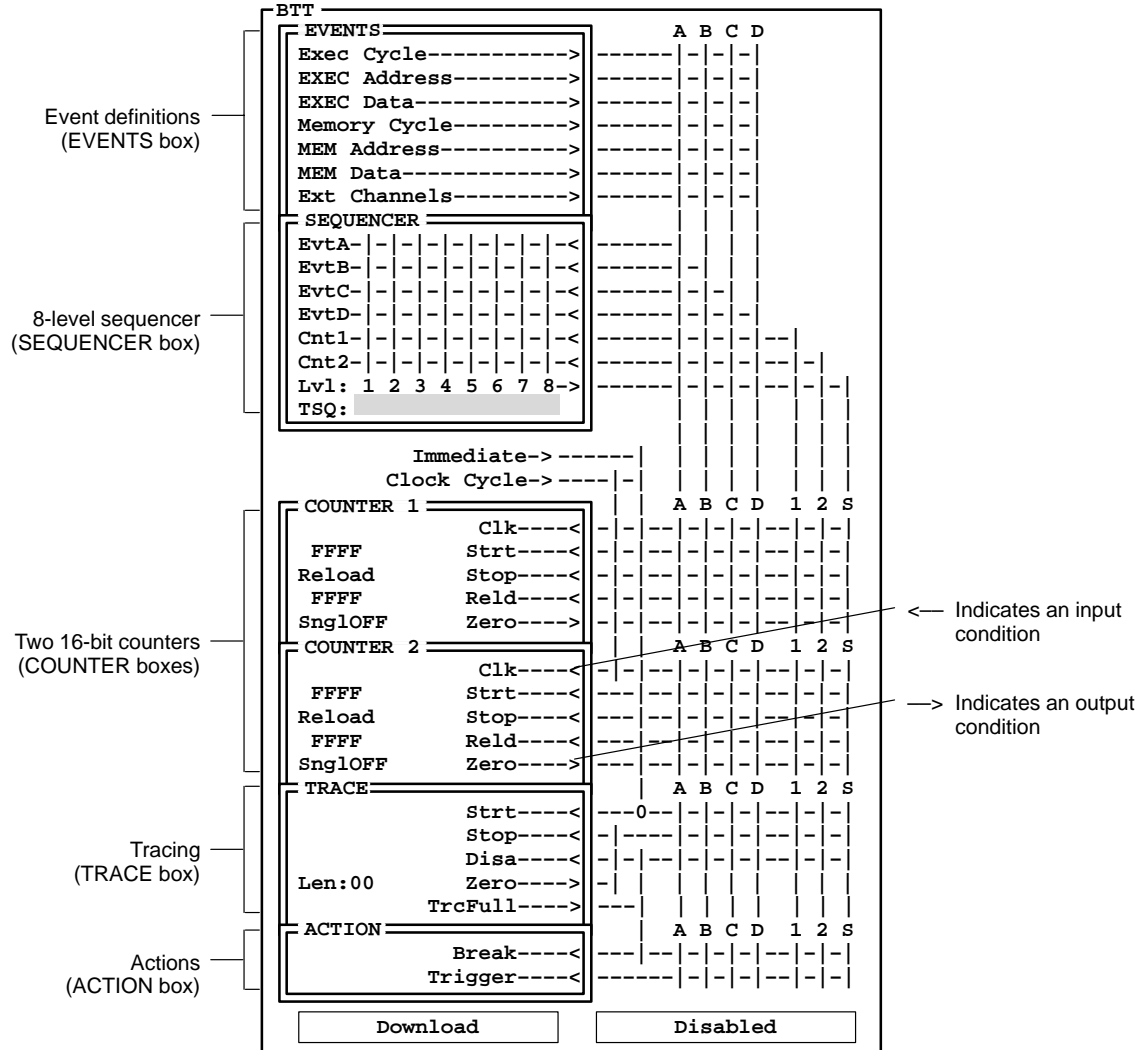 BTT
EVENTS A B C D
Exec Cycle------------> ------|-|-|-|
EXEC Address----------> ------|-|-|-|
EXEC Data-------------> ------|-|-|-|
Event definitions
(EVENTS box)
Memory Cycle----------> ------|-|-|-|
MEM Address-----------> ------|-|-|-|
MEM Data--------------> ------|-|-|-|
Ext Channels----------> ------|-|-|-|
SEQUENCER
EvtA-|-|-|-|-|-|-|-|-< ------
EvtB-|-|-|-|-|-|-|-|-< ------|-|
EvtC-|-|-|-|-|-|-|-|-< ------|-|-|
EvtD-|-|-|-|-|-|-|-|-< ------|-|-|-|
8-level sequencer
(SEQUENCER box)
Cnt1-|-|-|-|-|-|-|-|-< ------|-|-|-|--|
Cnt2-|-|-|-|-|-|-|-|-< ------|-|-|-|--|-|
Lvl: 1 2 3 4 5 6 7 8-> ------|-|-|-|--|-|-|
TSQ:
Immediate-> ------|
Clock Cycle-> ----|-|
COUNTER 1 A B C D 1 2 S
Clk----< -|-|--|-|-|-|--|-|-|
FFFF Strt----< -|-|--|-|-|-|--|-|-|
Reload Stop----< -|-|--|-|-|-|--|-|-|
FFFF Reld----< -|-|--|-|-|-|--|-|-|
SnglOFF Zero----> -|-|--|-|-|-|--|-|-|
Two 16-bit counters
(COUNTER boxes)
<── Indicates an input
condition
COUNTER 2 A B C D 1 2 S
Clk----< -|-|--|-|-|-|--|-|-|
FFFF Strt----< ---|--|-|-|-|--|-|-|
Reload Stop----< ---|--|-|-|-|--|-|-|
FFFF Reld----< ---|--|-|-|-|--|-|-|
SnglOFF Zero----> ---|--|-|-|-|--|-|-|
──> Indicates an output
condition
TRACE A B C D 1 2 S
Strt----< ---0--|-|-|-|--|-|-|
Stop----< -|----|-|-|-|--|-|-|
Disa----< -|-|--|-|-|-|--|-|-|
Tracing
(TRACE box)
Len:00 Zero----> -|
TrcFull----> ---|
ACTION A B C D 1 2 S
Break----< ---|--|-|-|-|--|-|-|
Trigger----< ------|-|-|-|--|-|-|
Actions
(ACTION box)
Download Disabled